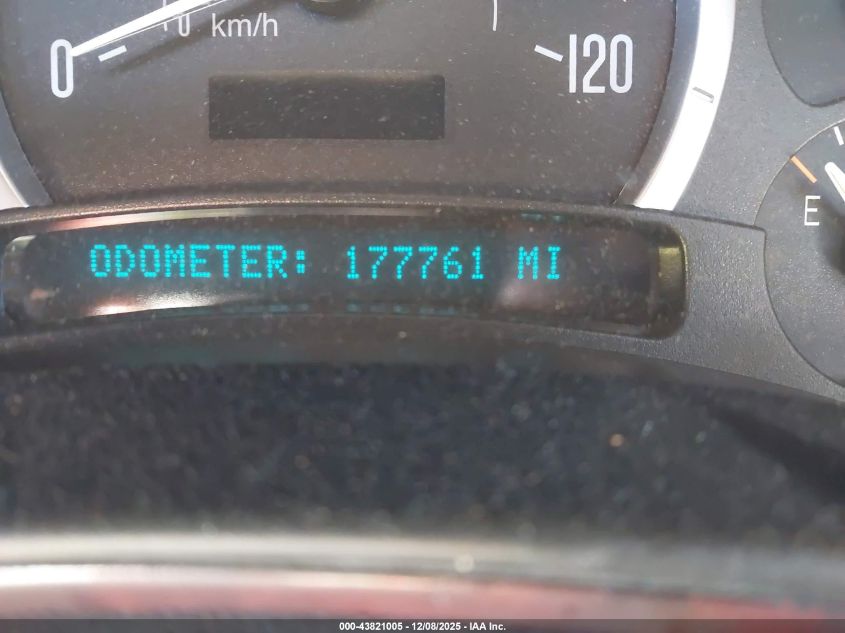 0
km/h
120
E
ODOMETER: 177761 MI
000-43821005 - 12/08/2025 - IAA Inc.